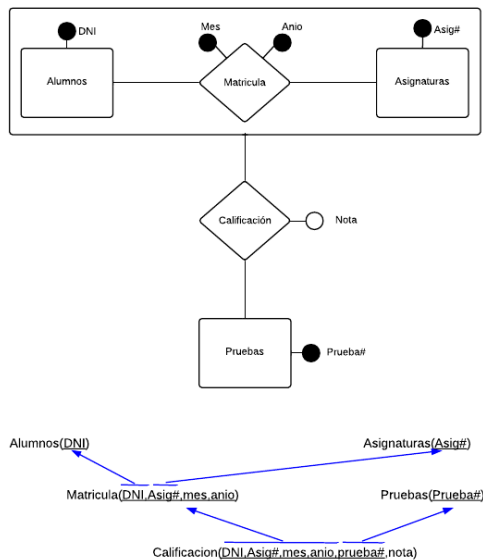 DNI
Mes
Anio
Asig#
Alumnos
Matricula
Asignaturas
Calificación
Nota
Pruebas
Prueba#
Alumnos(DNI)
Asignaturas(Asig#)
Matricula(DNI,Asig#,mes,anio)
Pruebas(Prueba#)
Calificacion(DNI,Asig#,mes,anio,prueba#,nota)